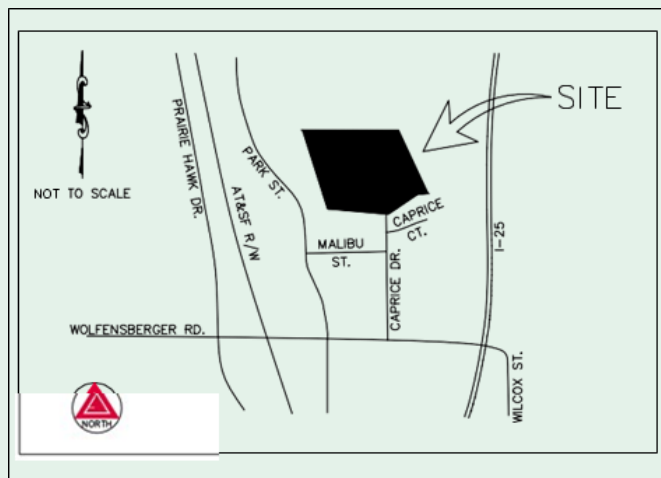 SITE
NOT TO SCALE
PRAIRIE HAWK DR.
AT&SF R/W
PARK ST.
CAPRICE
CT.
MALIBU
ST.
CAPRICE DR.
I-25
WOLFENSBERGER RD.
WILCOX ST.
NORTH